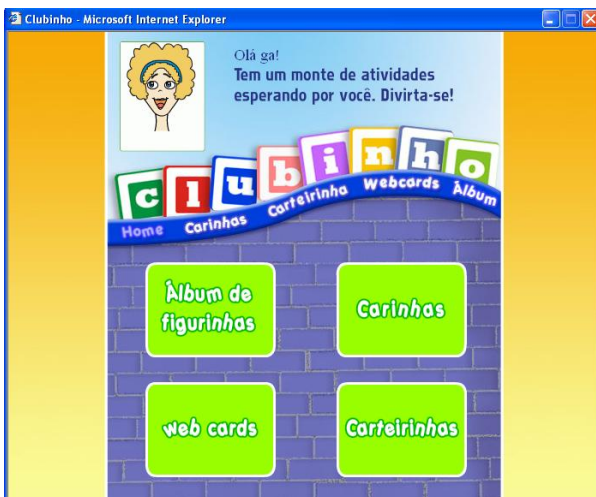 Clubinho - Microsoft Internet Explorer
Olá ga!
Tem um monte de atividades
esperando por você. Divirta-se!
clubinho
Home Carinhas Carteirinha Webcards Álbum
Álbum de
figurinhas
Carinhas
web cards
Carteirinhas